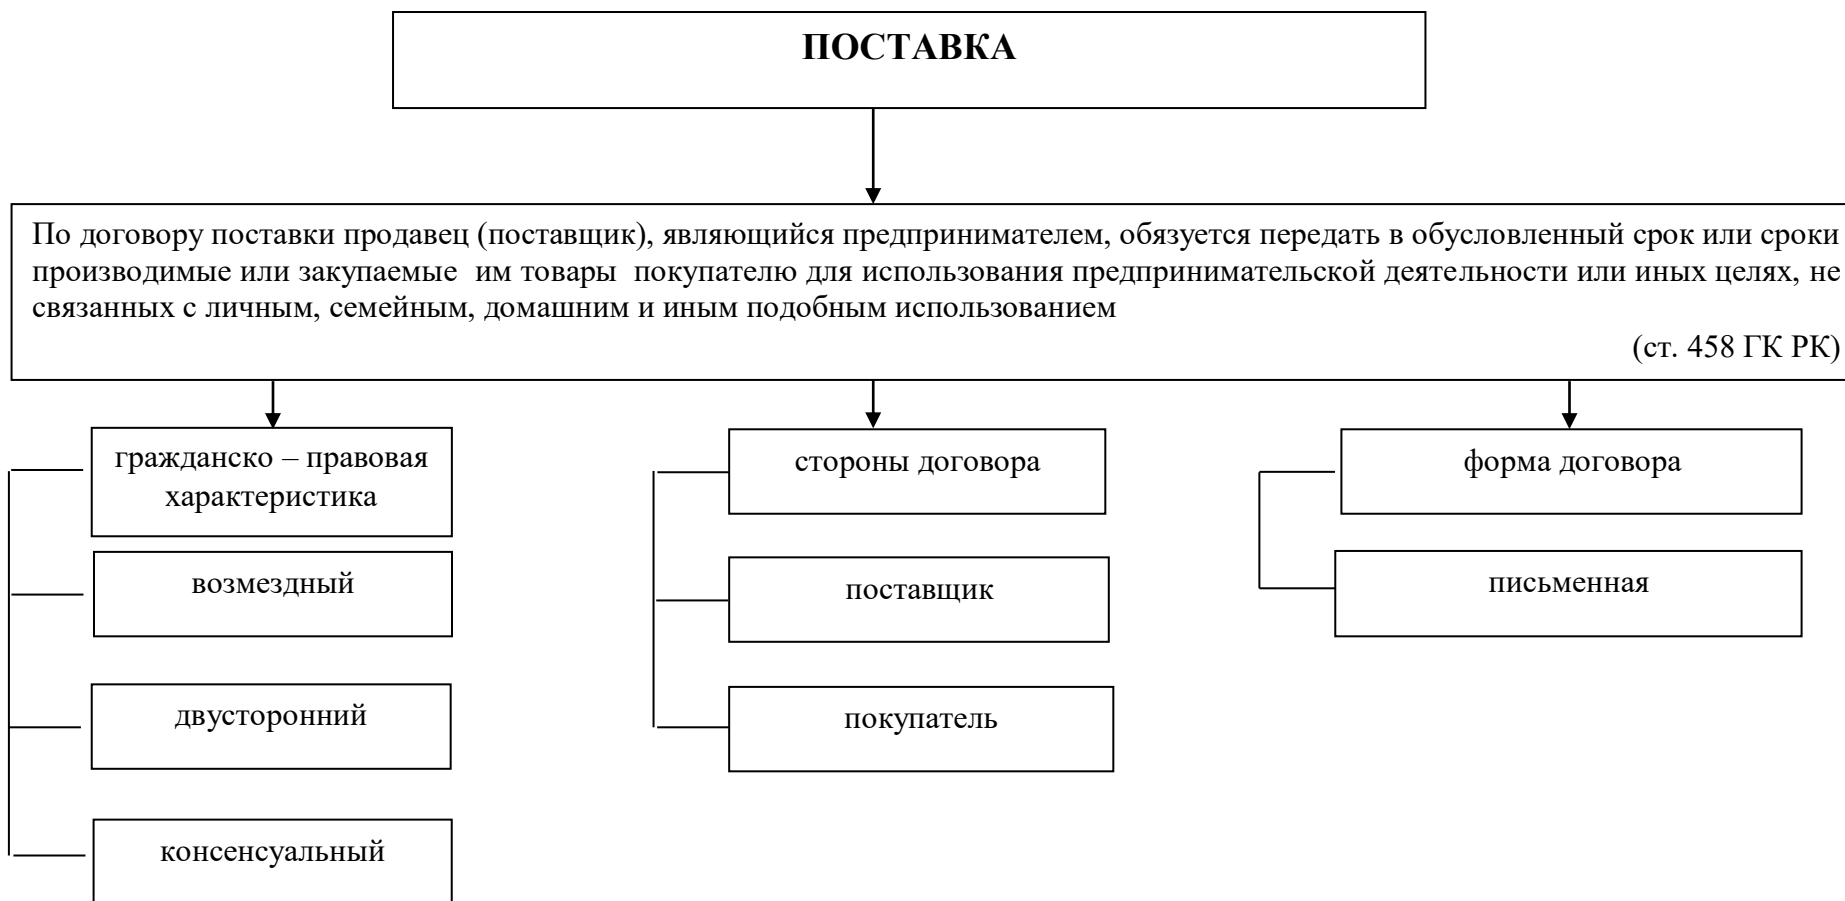 ПОСТАВКА
По договору поставки продавец (поставщик), являющийся предпринимателем, обязуется передать в обусловленный срок или сроки
производимые или закупаемые им товары покупателю для использования предпринимательской деятельности или иных целях, не
связанных с личным, семейным, домашним и иным подобным использованием
(ст. 458 ГК РК)
гражданско – правовая
характеристика
возмездный
двусторонний
консенсуальный
стороны договора
поставщик
покупатель
форма договора
письменная